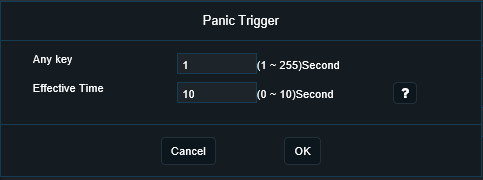 Panic Trigger
Any key 1 (1 ~ 255)Second
Effective Time 10 (0 ~ 10)Second ?
Cancel OK